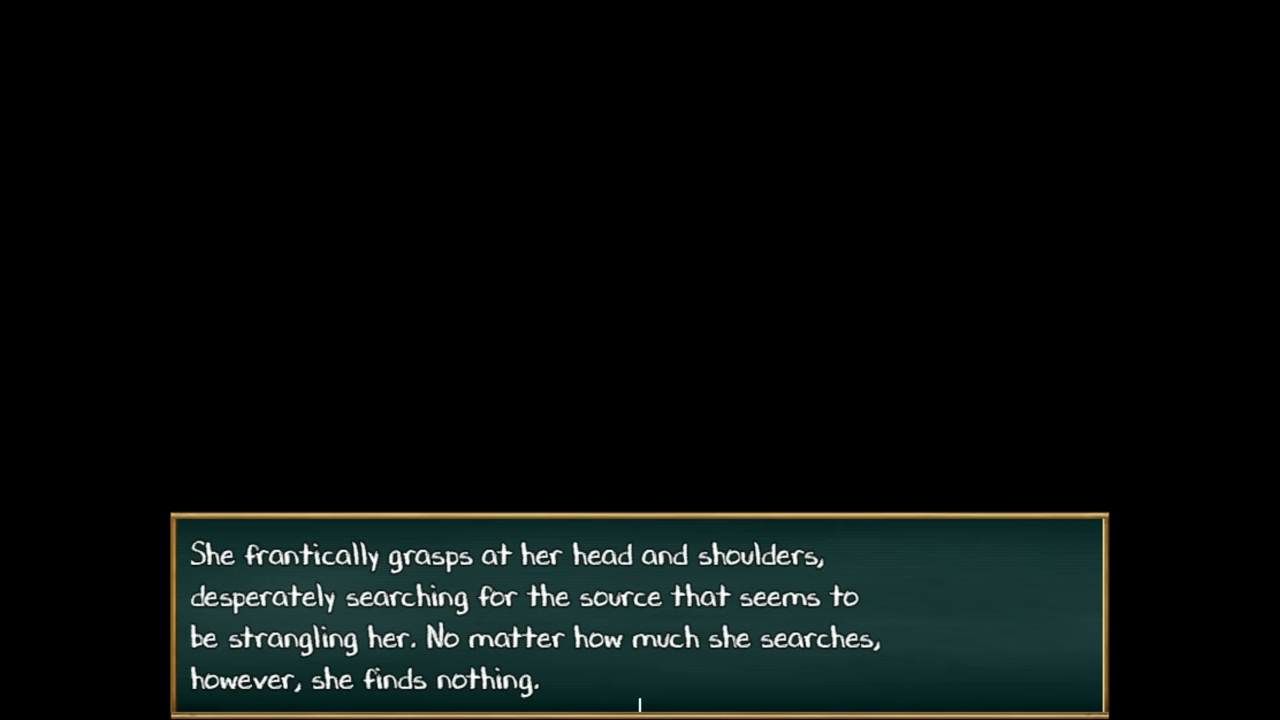 She frantically grasps at her head and shoulders,
desperately searching for the source that seems to
be strangling her. No matter how much she searches,
however, she finds nothing.